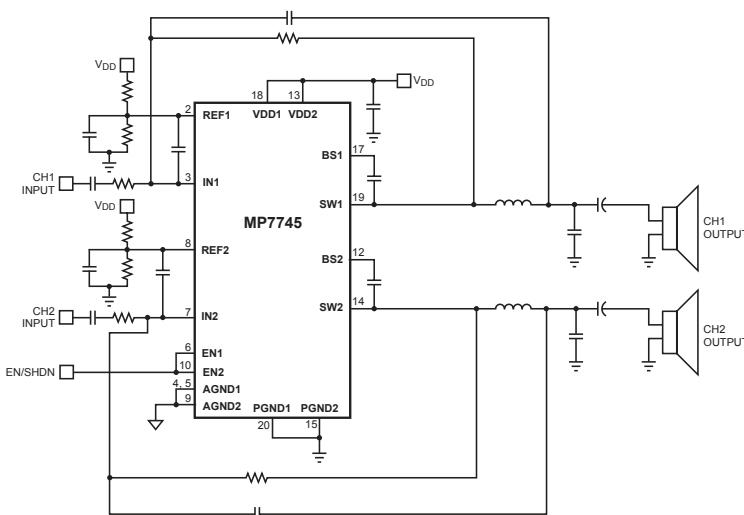 VDD
18
13
VDD
2
REF1
VDD1
VDD2
17
BS1
CH1
INPUT
3
IN1
19
SW1
CH1
OUTPUT
VDD
MP7745
8
REF2
12
BS2
14
SW2
CH2
INPUT
7
IN2
CH2
OUTPUT
6
EN1
EN/SHDN
10
EN2
4, 5
AGND1
9
AGND2
PGND1
PGND2
20
15